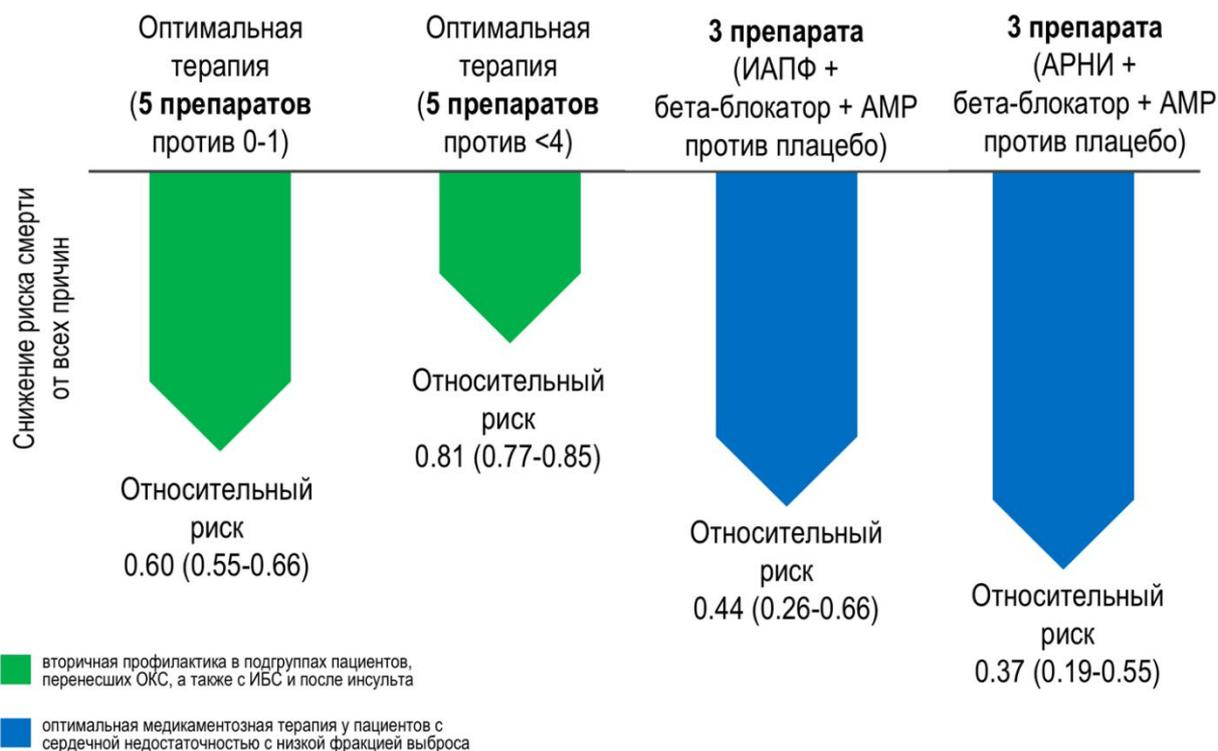 Оптимальная
терапия
(5 препаратов
против 0-1)
Оптимальная
терапия
(5 препаратов
против <4)
3 препарата
(ИАПФ +
бета-блокатор + АМР
против плацебо)
3 препарата
(АРНИ +
бета-блокатор + АМР
против плацебо)
Снижение риска смерти
от всех причин
Относительный
риск
0.60 (0.55-0.66)
Относительный
риск
0.81 (0.77-0.85)
Относительный
риск
0.44 (0.26-0.66)
Относительный
риск
0.37 (0.19-0.55)
вторичная профилактика в подгруппах пациентов,
перенесших ОКС, а также с ИБС и после инсульта
оптимальная медикаментозная терапия у пациентов с
сердечной недостаточностью с низкой фракцией выброса